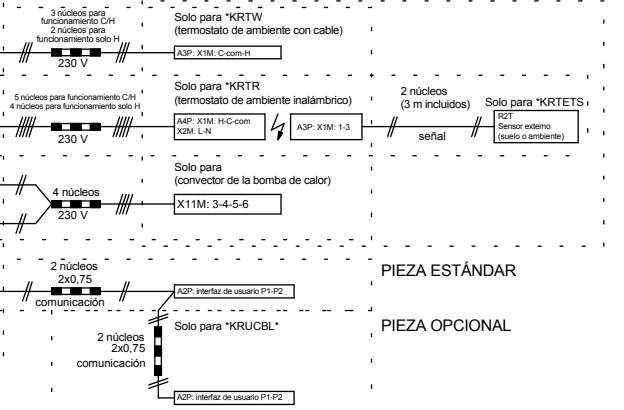 3 núcleos para
funcionamiento C/H
2 núcleos para
funcionamiento solo H
230 V
Solo para *KRTW
(termostato de ambiente con cable)
A3P: X1M: C-com-H
5 núcleos para funcionamiento C/H
4 núcleos para funcionamiento solo H
230 V
Solo para *KRTR
(termostato de ambiente inalámbrico)
A4P: X1M: H-C-com
X2M: L-N
A3P: X1M: 1-3
2 núcleos
(3 m incluidos)
señal
Solo para *KRTETS
R2T
Sensor externo
(suelo o ambiente)
4 núcleos
230 V
Solo para
(convector de la bomba de calor)
X11M: 3-4-5-6
2 núcleos
2x0,75
comunicación
A2P: interfaz de usuario P1-P2
PIEZA ESTÁNDAR
Solo para *KRUCBL*
PIEZA OPCIONAL
2 núcleos
2x0,75
comunicación
A2P: interfaz de usuario P1-P2